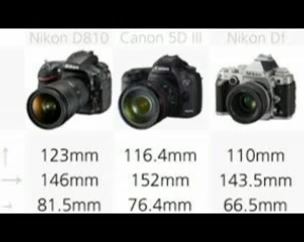 Nikon D810 Canon 5D III Nikon Df
123mm 116.4mm 110mm
146mm 152mm 143.5mm
81.5mm 76.4mm 66.5mm